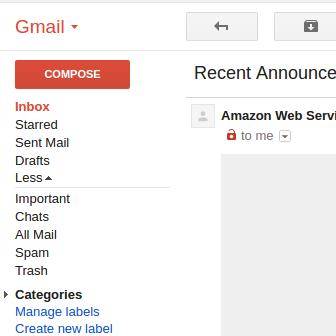 Gmail
COMPOSE
Recent Announce
Inbox
Starred
Sent Mail
Drafts
Less
Important
Chats
All Mail
Spam
Trash
Categories
Manage labels
Create new label
Amazon Web Servi
to me